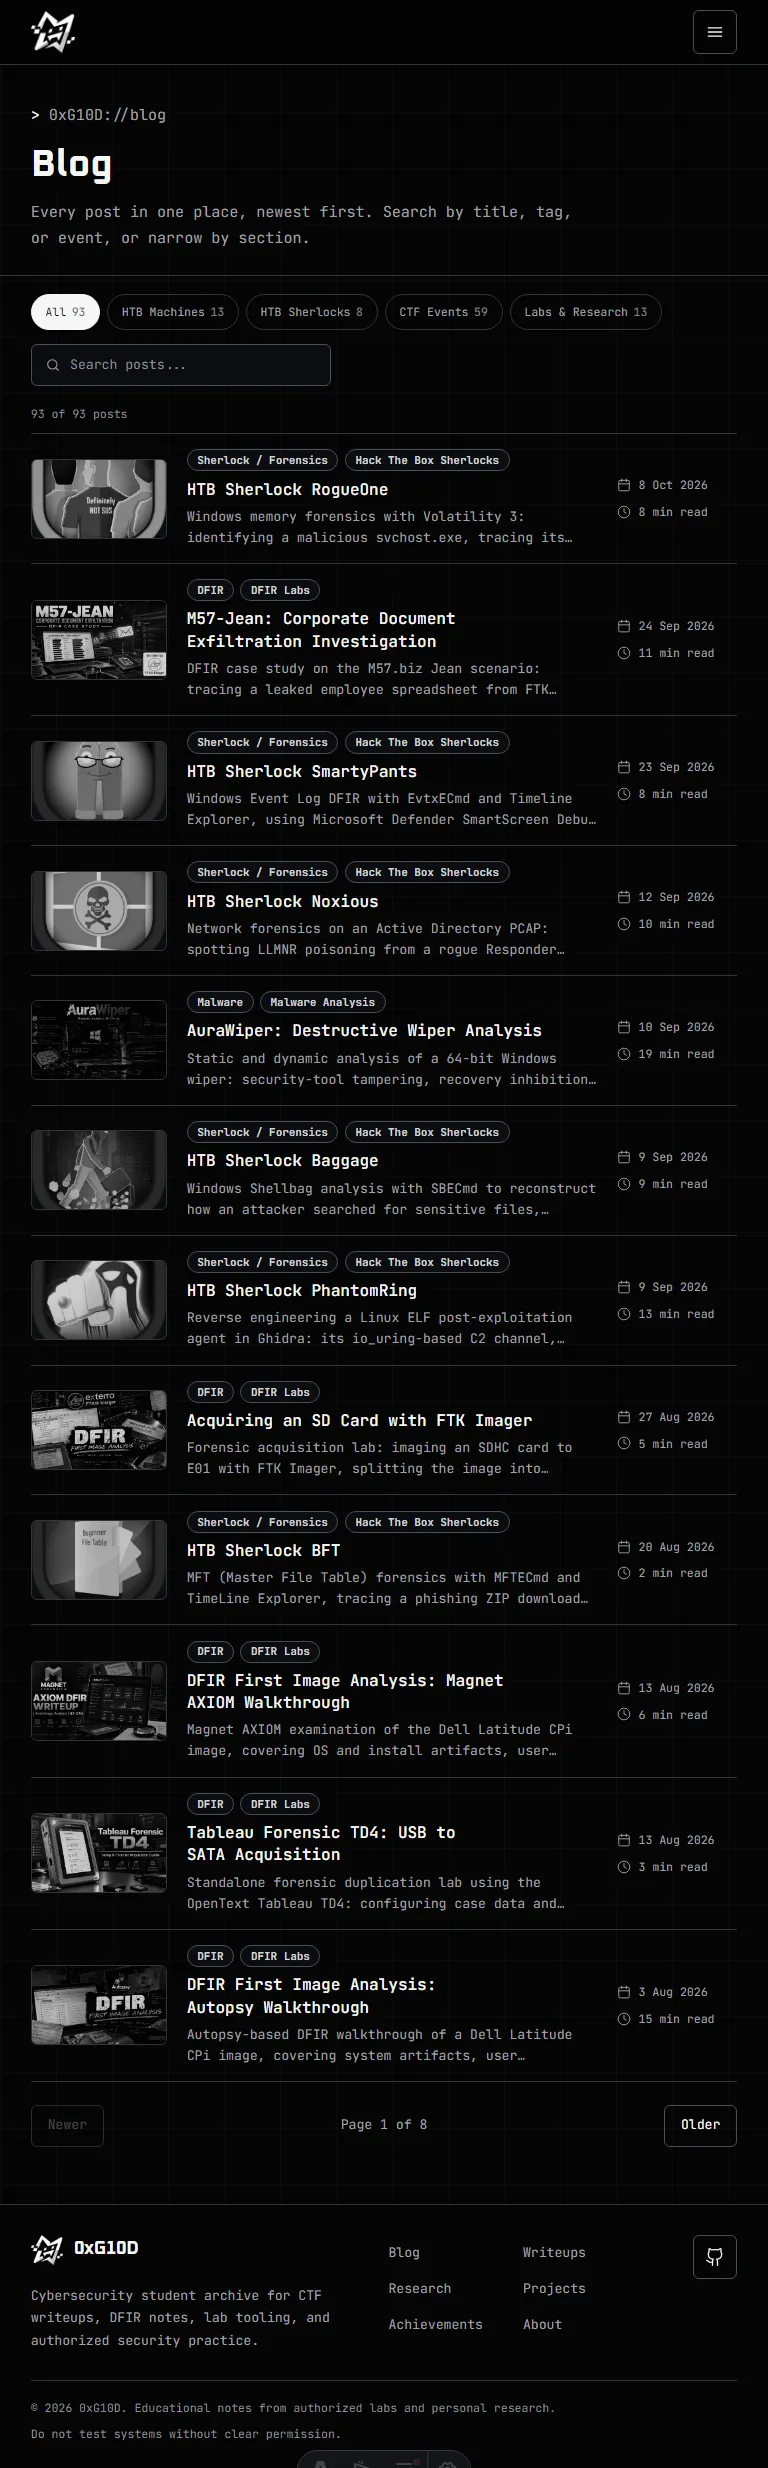 > 0xG10D://blog
Blog
Every post in one place, newest first. Search by title, tag,
or event, or narrow by section.
All 93
HTB Machines 13
HTB Sherlocks 8
CTF Events 59
Labs & Research 13
Search posts...
93 of 93 posts
Definitely
NOT SUS
Sherlock / Forensics
Hack The Box Sherlocks
HTB Sherlock RogueOne
Windows memory forensics with Volatility 3:
identifying a malicious svchost.exe, tracing its…
8 Oct 2026
8 min read
M57-JEAN
CORPORATE DOCUMENT EXFILTRATION
DFIR CASE STUDY
DFIR
DFIR Labs
M57-Jean: Corporate Document
Exfiltration Investigation
DFIR case study on the M57.biz Jean scenario:
tracing a leaked employee spreadsheet from FTK…
24 Sep 2026
11 min read
Sherlock / Forensics
Hack The Box Sherlocks
HTB Sherlock SmartyPants
Windows Event Log DFIR with EvtxECmd and Timeline
Explorer, using Microsoft Defender SmartScreen Debu…
23 Sep 2026
8 min read
Sherlock / Forensics
Hack The Box Sherlocks
HTB Sherlock Noxious
Network forensics on an Active Directory PCAP:
spotting LLMNR poisoning from a rogue Responder…
12 Sep 2026
10 min read
AuraWiper
Malware
Malware Analysis
AuraWiper: Destructive Wiper Analysis
Static and dynamic analysis of a 64-bit Windows
wiper: security-tool tampering, recovery inhibition…
10 Sep 2026
19 min read
Sherlock / Forensics
Hack The Box Sherlocks
HTB Sherlock Baggage
Windows Shellbag analysis with SBECmd to reconstruct
how an attacker searched for sensitive files,…
9 Sep 2026
9 min read
Sherlock / Forensics
Hack The Box Sherlocks
HTB Sherlock PhantomRing
Reverse engineering a Linux ELF post-exploitation
agent in Ghidra: its io_uring-based C2 channel,…
9 Sep 2026
13 min read
exterro
DFIR
FIRST IMAGE ANALYSIS
DFIR
DFIR Labs
Acquiring an SD Card with FTK Imager
Forensic acquisition lab: imaging an SDHC card to
E01 with FTK Imager, splitting the image into…
27 Aug 2026
5 min read
Beginner
File Table
Sherlock / Forensics
Hack The Box Sherlocks
HTB Sherlock BFT
MFT (Master File Table) forensics with MFTECmd and
TimeLine Explorer, tracing a phishing ZIP download…
20 Aug 2026
2 min read
MAGNET
AXIOM DFIR
WRITEUP
DFIR
DFIR Labs
DFIR First Image Analysis: Magnet
AXIOM Walkthrough
Magnet AXIOM examination of the Dell Latitude CPi
image, covering OS and install artifacts, user…
13 Aug 2026
6 min read
Tableau Forensic
TD4
DFIR
DFIR Labs
Tableau Forensic TD4: USB to
SATA Acquisition
Standalone forensic duplication lab using the
OpenText Tableau TD4: configuring case data and…
13 Aug 2026
3 min read
Autopsy
DFIR
FIRST IMAGE ANALYSIS
DFIR
DFIR Labs
DFIR First Image Analysis:
Autopsy Walkthrough
Autopsy-based DFIR walkthrough of a Dell Latitude
CPi image, covering system artifacts, user…
3 Aug 2026
15 min read
Newer
Page 1 of 8
Older
0xG10D
Cybersecurity student archive for CTF
writeups, DFIR notes, lab tooling, and
authorized security practice.
Blog
Writeups
Research
Projects
Achievements
About
© 2026 0xG10D. Educational notes from authorized labs and personal research.
Do not test systems without clear permission.